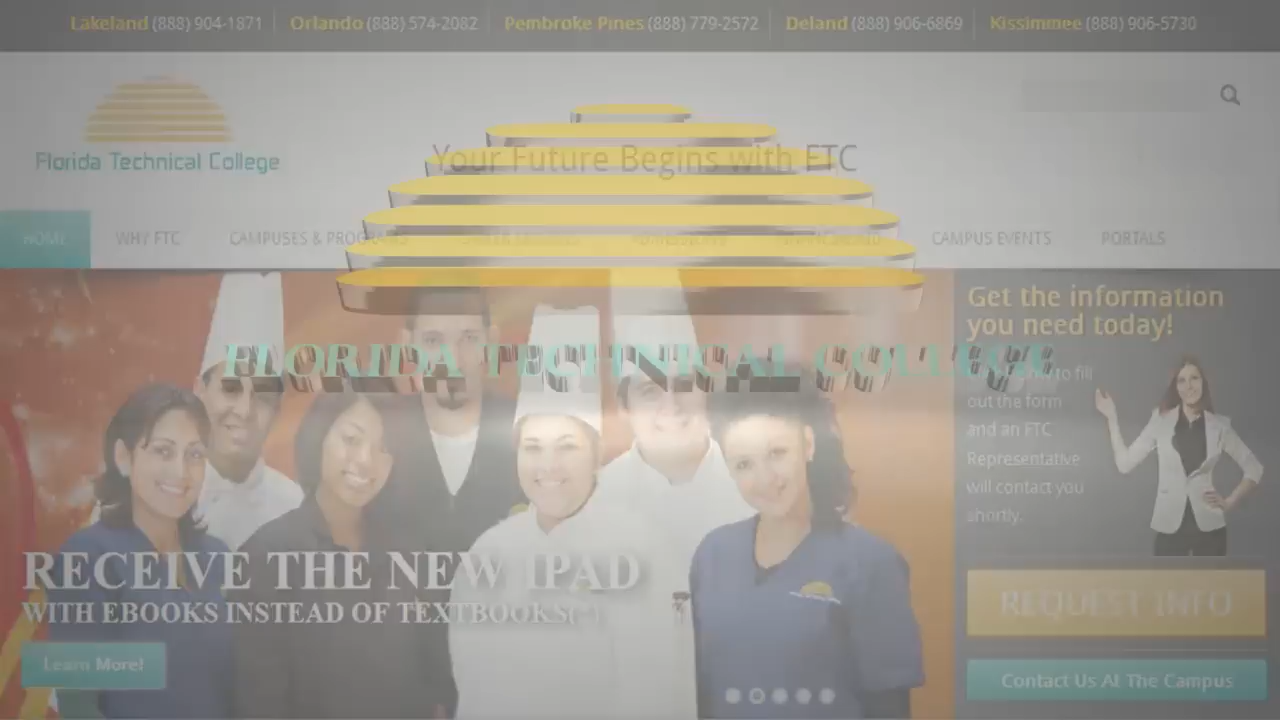 Lakeland (888) 904-1871 Orlando (888) 574-2082 Pembroke Pines (888) 779-2572 Deland (888) 906-6869 Kissimmee (888) 906-5730
Florida Technical College
Your Future Begins with FTC
HOME WHY FTC CAMPUSES & PROGRAMS ADMISSIONS CAMPUS EVENTS PORTALS
FLORIDA TECHNICAL COLLEGE
Get the information
you need today!
to fill
out the form
and an FTC
Representative
will contact you
shortly.
RECEIVE THE NEW IPAD
WITH EBOOKS INSTEAD OF TEXTBOOKS(*)
Learn More!
REQUEST INFO
Contact Us At The Campus